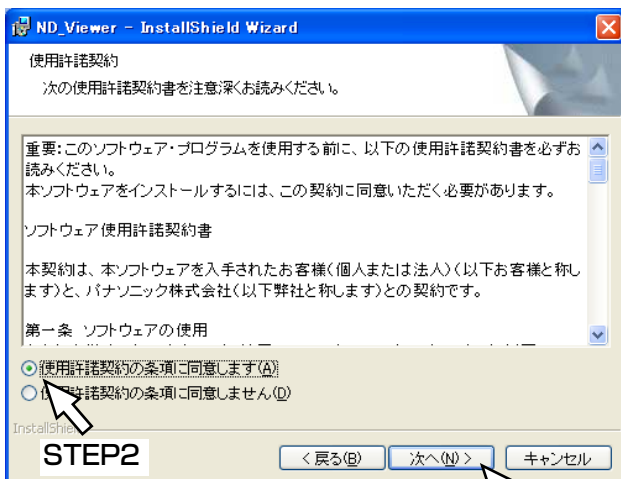 ND_Viewer - InstallShield Wizard
使用許諾契約
次の使用許諾契約書を注意深くお読みください。
重要:このソフトウェア・プログラムを使用する前に、以下の使用許諾契約書を必ずお
読みください。
本ソフトウェアをインストールするには、この契約に同意いただく必要があります。
ソフトウェア使用許諾契約書
本契約は、本ソフトウェアを入手されたお客様(個人または法人)(以下お客様と称し
ます)と、パナソニック株式会社(以下弊社と称します)との契約です。
第一条 ソフトウェアの使用
使用許諾契約の条項に同意します(A)
使用許諾契約の条項に同意しません(D)
InstallShield
STEP2
< 戻る(B)
次へ(N) >
キャンセル